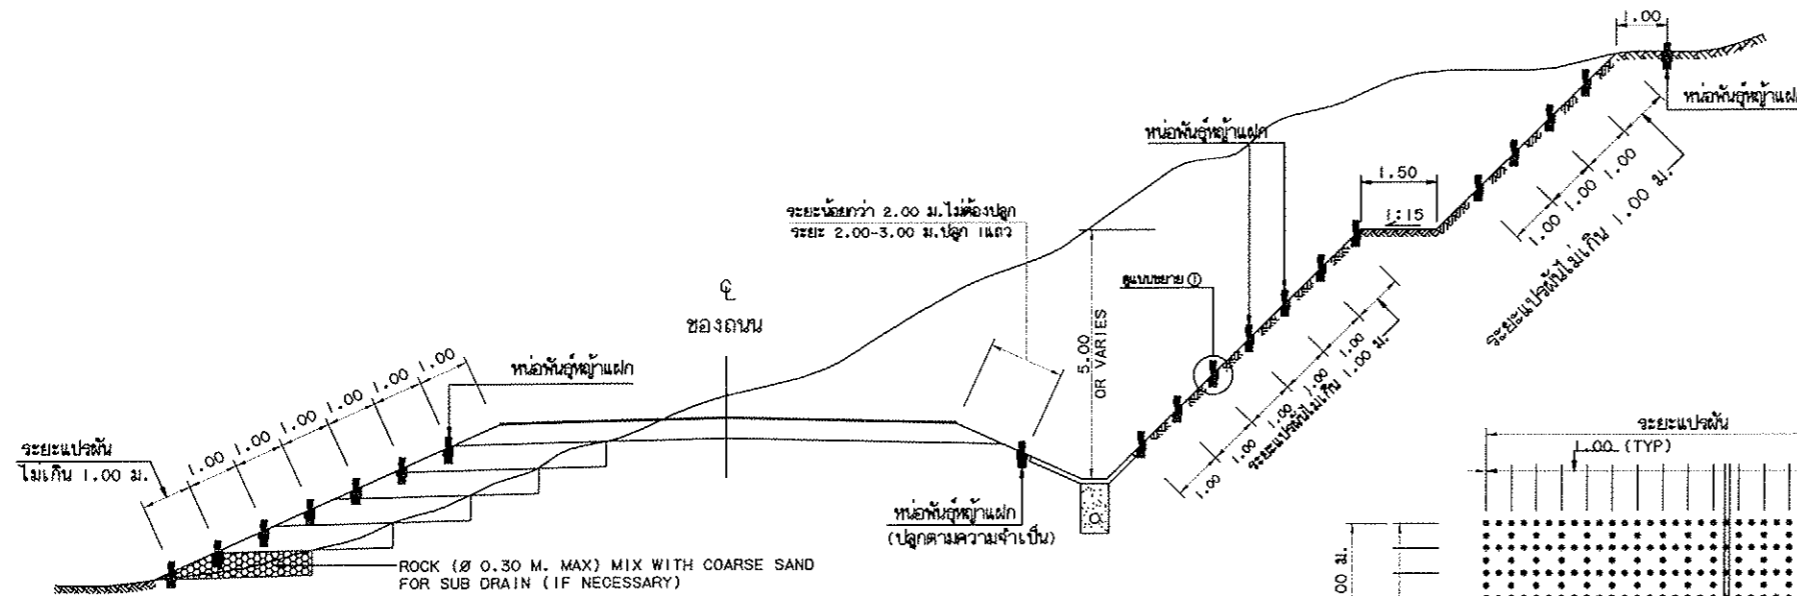 1.00
หน่อพันธุ์หญ้าแฝก
หน่อพันธุ์หญ้าแฝก
1.50
1:15
1.00 1.00 1.00
ระยะแปรผันไม่เกิน 1.00 ม.
ระยะน้อยกว่า 2.00 ม.ไม่ต้องปลูก
ระยะ 2.00-3.00 ม.ปลูก 1แถว
ดูแบบขยาย ①
5.00
OR VARIES
℄
ของถนน
หน่อพันธุ์หญ้าแฝก
1.00 1.00 1.00 1.00 1.00 1.00
ระยะแปรผัน
ไม่เกิน 1.00 ม.
1.00 1.00 1.00 1.00 1.00
ระยะแปรผันไม่เกิน 1.00 ม.
หน่อพันธุ์หญ้าแฝก
(ปลูกตามความจำเป็น)
ROCK (Ø 0.30 M. MAX) MIX WITH COARSE SAND
FOR SUB DRAIN (IF NECESSARY)
ระยะแปรผัน
1.00 (TYP)
00 ม.